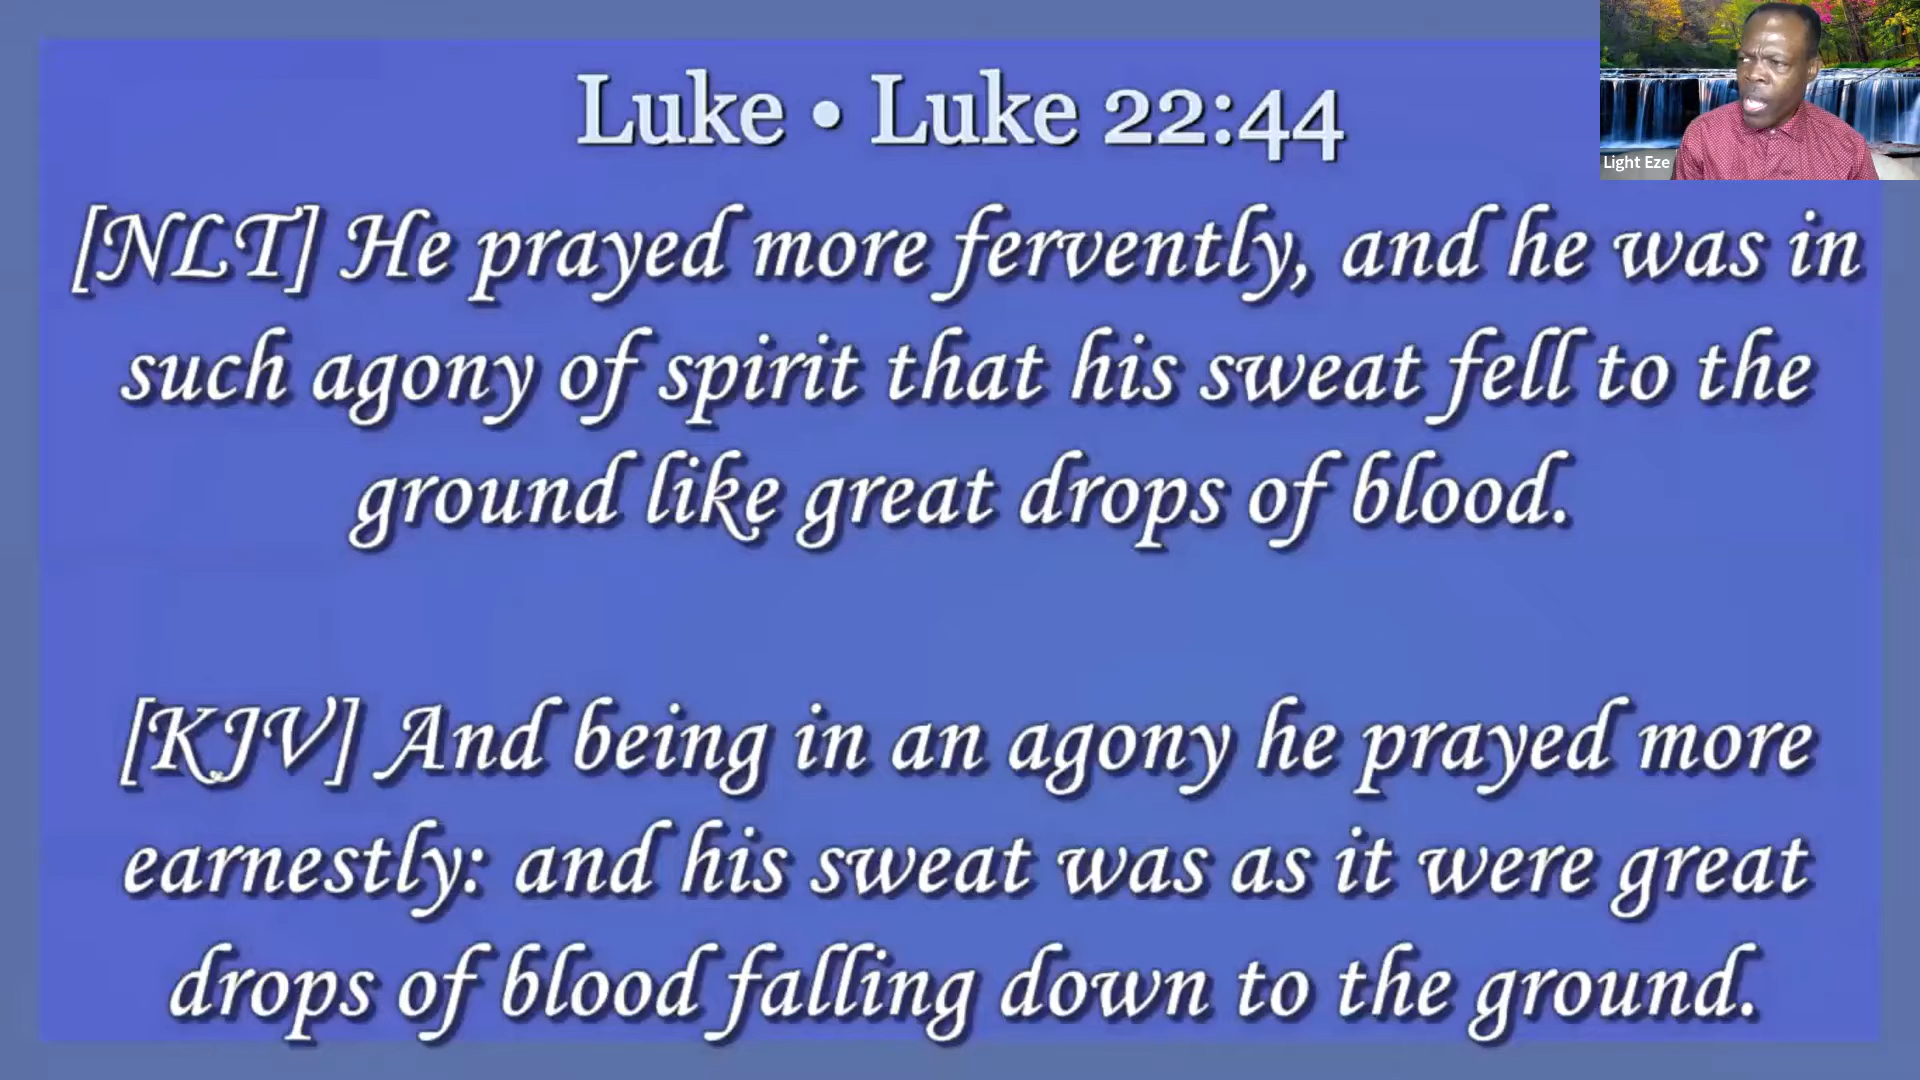 Luke • Luke 22:44
Light Eze
[NLT] He prayed more fervently, and he was in
such agony of spirit that his sweat fell to the
ground like great drops of blood.
[KJV] And being in an agony he prayed more
earnestly: and his sweat was as it were great
drops of blood falling down to the ground.